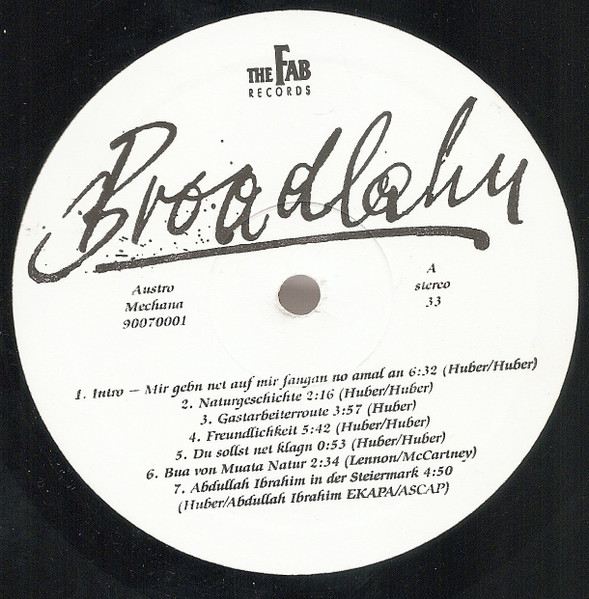 THE FAB
RECORDS
Broadlahn
Austro
Mechana
90070001
A
stereo
33
1. Intro — Mir gebn net auf mir fangan no amal an 6:32 (Huber/Huber)
2. Naturgeschichte 2:16 (Huber/Huber)
3. Gastarbeiterroute 3:57 (Huber)
4. Freundlichkeit 5:42 (Huber/Huber)
5. Du sollst net klagn 0:53 (Huber/Huber)
6. Bua von Muata Natur 2:34 (Lennon/McCartney)
7. Abdullah Ibrahim in der Steiermark 4:50
(Huber/Abdullah Ibrahim EKAPA/ASCAP)